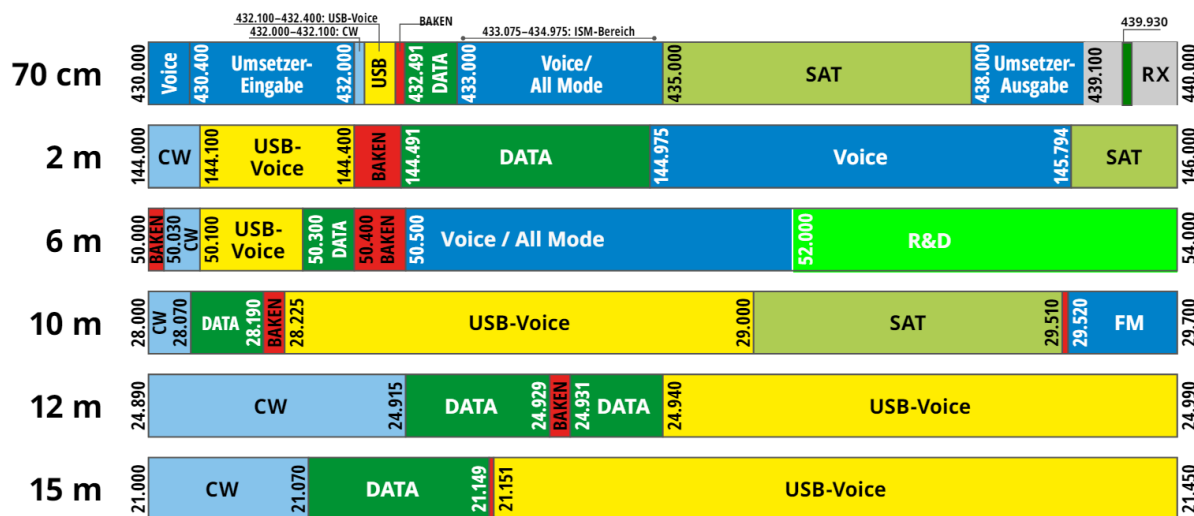 432.100–432.400: USB-Voice
BAKEN
439.930
432.000–432.100: CW
433.075–434.975: ISM-Bereich
70 cm
430.000
Voice
430.400
Umsetzer-
Eingabe
432.000
USB
432.491
DATA
433.000
Voice/
All Mode
435.000
SAT
438.000
Umsetzer-
Ausgabe
439.100
RX
440.000
2 m
144.000
CW
144.100
USB-
Voice
144.400
BAKEN
144.491
DATA
144.975
Voice
145.794
SAT
146.000
6 m
50.000
BAKEN
50.030
CW
50.100
USB-
Voice
50.300
DATA
50.400
BAKEN
50.500
Voice / All Mode
52.000
R&D
54.000
10 m
28.000
CW
28.070
DATA
28.190
BAKEN
28.225
USB-Voice
29.000
SAT
29.510
29.520
FM
29.700
12 m
24.890
CW
24.915
DATA
24.929
BAKEN
24.931
DATA
24.940
USB-Voice
24.990
15 m
21.000
CW
21.070
DATA
21.149
21.151
USB-Voice
21.450